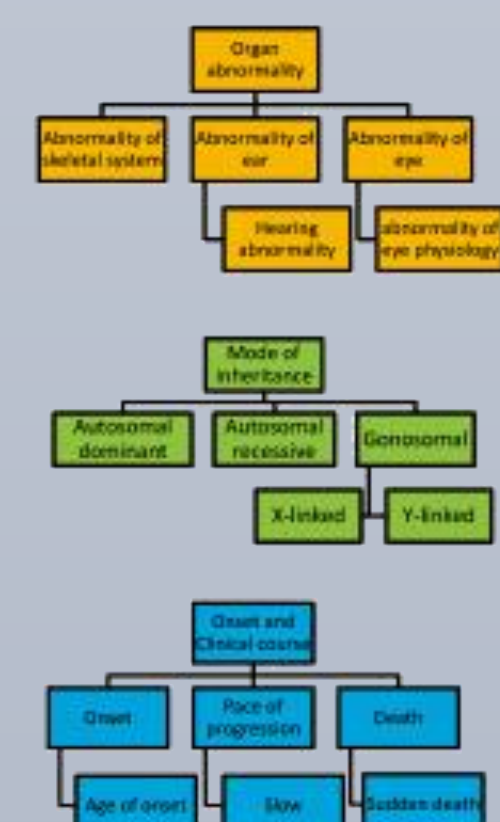 Organ
abnormality
Abnormality of
skeletal system
Abnormality of
ear
Abnormality of
eye
Hearing
abnormality
abnormality of
eye physiology
Mode of
inheritance
Autosomal
dominant
Autosomal
recessive
Gonosomal
X-linked
Y-linked
Onset and
Clinical course
Onset
Pace of
progression
Death
Age of onset
Slow
Sudden death